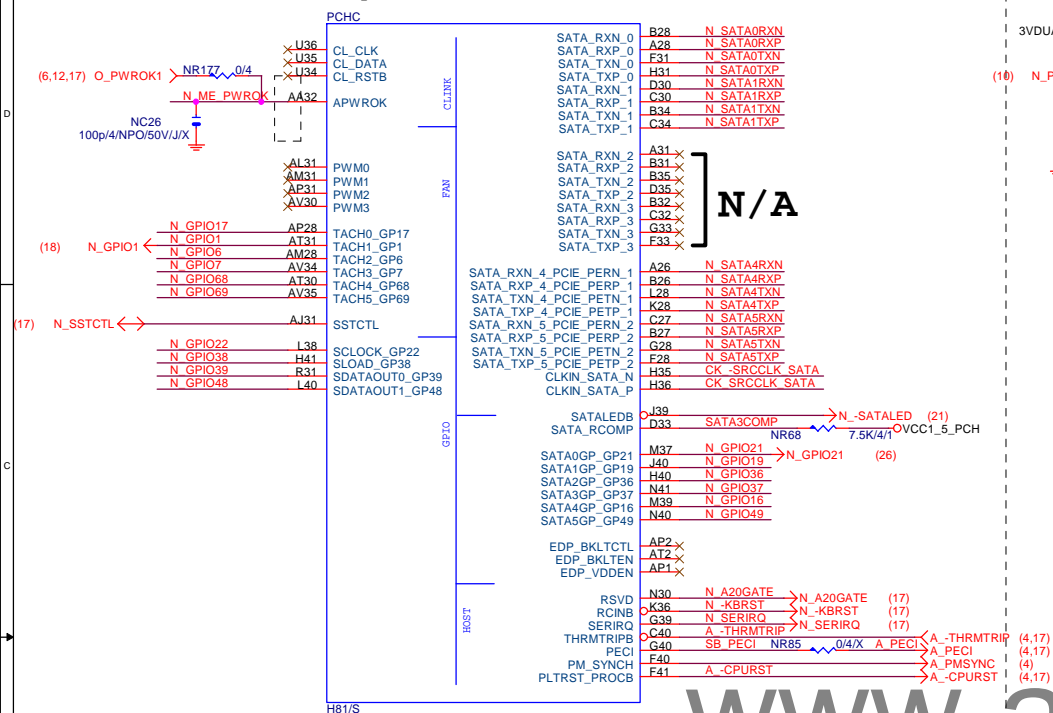 PCHC
U36 CL_CLK
U35 CL_DATA
U34 CL_RSTB
(6,12,17) O_PWROK1 NR177 0/4
N_ME_PWROK AA32 APWROK
NC26
100p/4/NPO/50V/J/X
CLINK
AL31 PWM0
AM31 PWM1
AP31 PWM2
AV30 PWM3
FAN
N_GPIO17 AP28 TACH0_GP17
(18) N_GPIO1 N_GPIO1 AT31 TACH1_GP1
N_GPIO6 AM28 TACH2_GP6
N_GPIO7 AV34 TACH3_GP7
N_GPIO68 AT30 TACH4_GP68
N_GPIO69 AV35 TACH5_GP69
(17) N_SSTCTL AJ31 SSTCTL
N_GPIO22 L38 SCLOCK_GP22
N_GPIO38 H41 SLOAD_GP38
N_GPIO39 R31 SDATAOUT0_GP39
N_GPIO48 L40 SDATAOUT1_GP48
GPIO
HOST
SATA_RXN_0 B28 N_SATA0RXN
SATA_RXP_0 A28 N_SATA0RXP
SATA_TXN_0 F31 N_SATA0TXN
SATA_TXP_0 H31 N_SATA0TXP
SATA_RXN_1 D30 N_SATA1RXN
SATA_RXP_1 C30 N_SATA1RXP
SATA_TXN_1 B34 N_SATA1TXN
SATA_TXP_1 C34 N_SATA1TXP
SATA_RXN_2 A31
SATA_RXP_2 B31
SATA_TXN_2 B35
SATA_TXP_2 D35
SATA_RXN_3 B32
SATA_RXP_3 C32
SATA_TXN_3 G33
SATA_TXP_3 F33
N/A
SATA_RXN_4_PCIE_PERN_1 A26 N_SATA4RXN
SATA_RXP_4_PCIE_PERP_1 B26 N_SATA4RXP
SATA_TXN_4_PCIE_PETN_1 L28 N_SATA4TXN
SATA_TXP_4_PCIE_PETP_1 K28 N_SATA4TXP
SATA_RXN_5_PCIE_PERN_2 C27 N_SATA5RXN
SATA_RXP_5_PCIE_PERP_2 B27 N_SATA5RXP
SATA_TXN_5_PCIE_PETN_2 G28 N_SATA5TXN
SATA_TXP_5_PCIE_PETP_2 F28 N_SATA5TXP
CLKIN_SATA_N H35 CK_-SRCCLK_SATA
CLKIN_SATA_P H36 CK_SRCCLK_SATA
SATALEDB J39 N_-SATALED (21)
SATA_RCOMP D33 SATA3COMP NR68 7.5K/4/1 VCC1_5_PCH
SATA0GP_GP21 M37 N_GPIO21 N_GPIO21 (26)
SATA1GP_GP19 J40 N_GPIO19
SATA2GP_GP36 H40 N_GPIO36
SATA3GP_GP37 N41 N_GPIO37
SATA4GP_GP16 M39 N_GPIO16
SATA5GP_GP49 N40 N_GPIO49
EDP_BKLTCTL AP2
EDP_BKLTEN AT2
EDP_VDDEN AP1
RSVD N30 N_A20GATE N_A20GATE (17)
RCINB K36 N_-KBRST N_-KBRST (17)
SERIRQ G39 N_SERIRQ N_SERIRQ (17)
THRMTRIPB C40 A_-THRMTRIP A_-THRMTRIP (4,17)
PECI G40 SB_PECI NR85 0/4/X A_PECI A_PECI (4,17)
PM_SYNCH F40 A_PMSYNC (4)
PLTRST_PROCB F41 A_-CPURST A_-CPURST (4,17)
H81/S
D
C
3VDUA
(10) N_P
www.